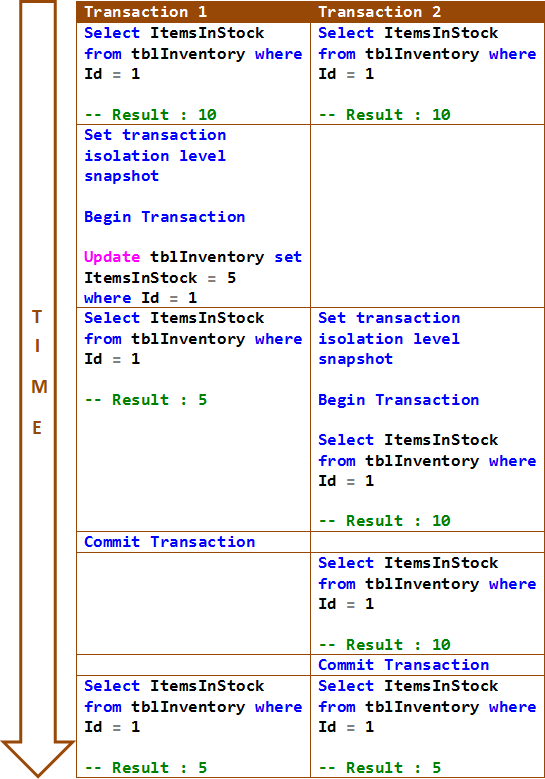 Transaction 1
Transaction 2
Select ItemsInStock
from tblInventory where
Id = 1
-- Result : 10
Select ItemsInStock
from tblInventory where
Id = 1
-- Result : 10
Set transaction
isolation level
snapshot
Begin Transaction
Update tblInventory set
ItemsInStock = 5
where Id = 1
Select ItemsInStock
from tblInventory where
Id = 1
-- Result : 5
Set transaction
isolation level
snapshot
Begin Transaction
Select ItemsInStock
from tblInventory where
Id = 1
-- Result : 10
Commit Transaction
Select ItemsInStock
from tblInventory where
Id = 1
-- Result : 10
Commit Transaction
Select ItemsInStock
from tblInventory where
Id = 1
-- Result : 5
Select ItemsInStock
from tblInventory where
Id = 1
-- Result : 5
T
I
M
E